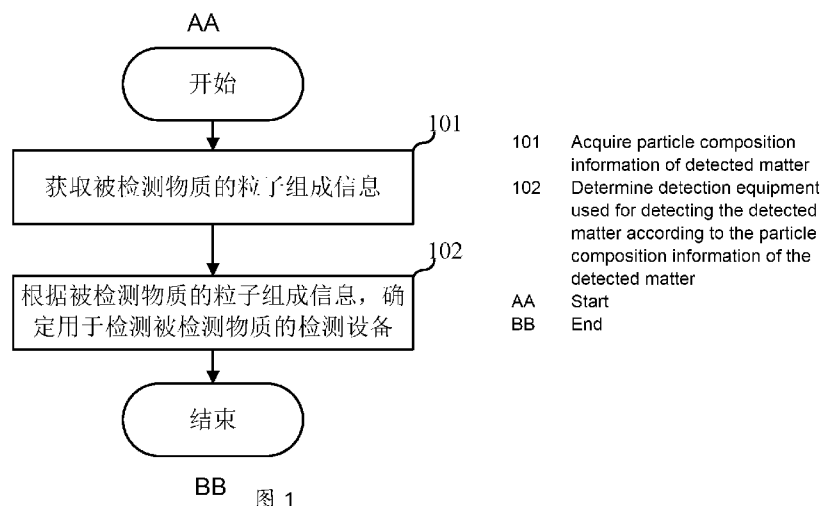 AA
开始
101
获取被检测物质的粒子组成信息
102
根据被检测物质的粒子组成信息，确
定用于检测被检测物质的检测设备
结束
BB
图 1
101 Acquire particle composition
information of detected matter
102 Determine detection equipment
used for detecting the detected
matter according to the particle
composition information of the
detected matter
AA Start
BB End